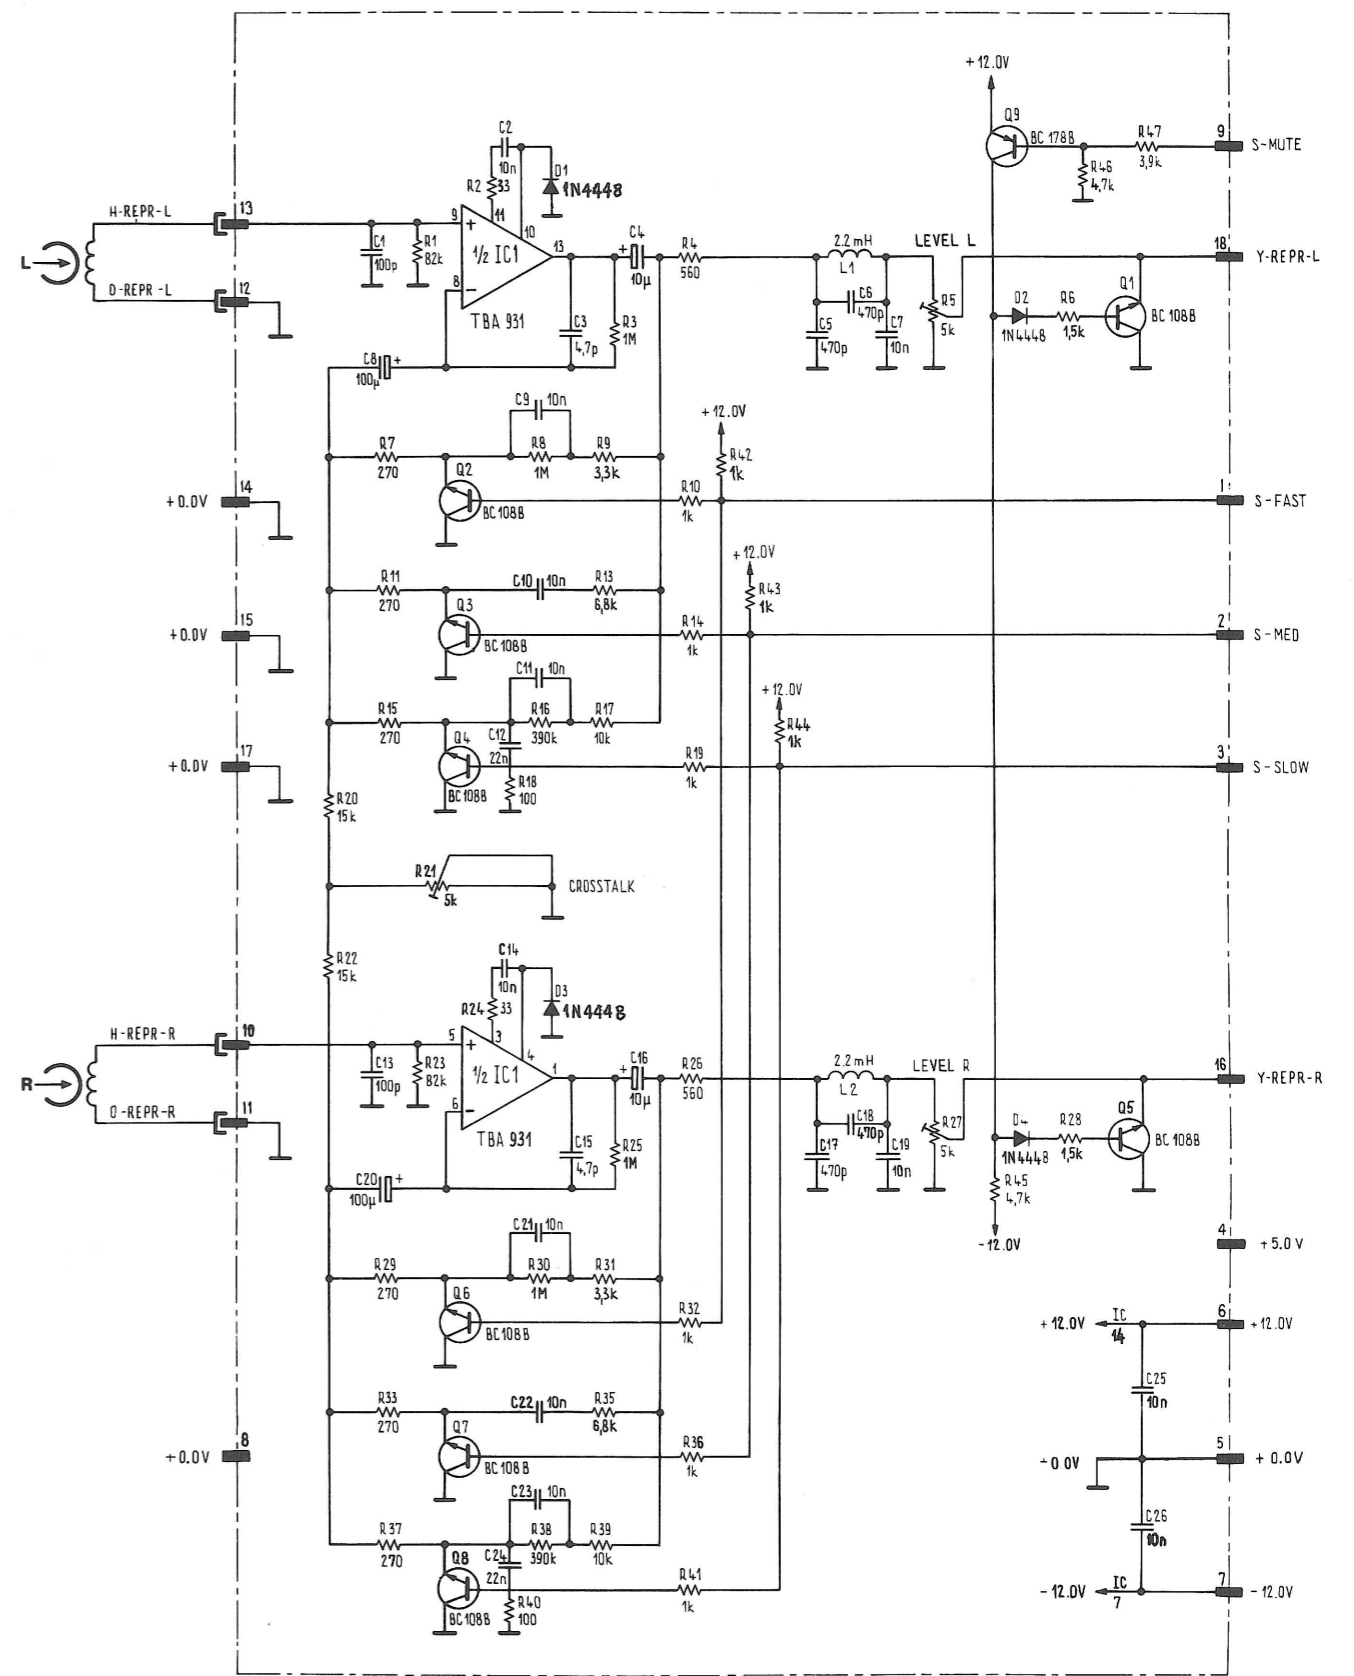 +12.0V
Q9
BC 178B
R47
3,9k
9
S-MUTE
R46
4,7k
C2
10n
R2
33
D1
1N4448
11
10
H-REPR-L
13
9
+
C1
100p
R1
82k
1/2 IC1
13
8
-
TBA 931
L
O-REPR-L
12
+
C4
10µ
R4
560
2.2mH
L1
LEVEL L
18
Y-REPR-L
C6
470p
R5
5k
D2
1N4448
R6
1,5k
Q1
BC 108B
C5
470p
C7
10n
C3
4,7p
R3
1M
C8
+
100µ
C9
10n
+12.0V
R7
270
R8
1M
R9
3,3k
R42
1k
Q2
BC 108B
14
+0.0V
R10
1k
1
S-FAST
+12.0V
R11
270
C10
10n
R13
6,8k
R43
1k
Q3
BC 108B
15
+0.0V
R14
1k
2
S-MED
C11
10n
+12.0V
R15
270
R16
390k
R17
10k
R44
1k
Q4
BC 108B
C12
22n
R18
100
17
+0.0V
R19
1k
3
S-SLOW
R20
15k
R21
5k
CROSSTALK
R22
15k
C14
10n
R24
33
D3
1N4448
3
4
H-REPR-R
10
5
+
C13
100p
R23
82k
1/2 IC1
1
6
-
TBA 931
R
O-REPR-R
11
+
C16
10µ
R26
560
2.2mH
L2
LEVEL R
16
Y-REPR-R
C18
470p
R27
5k
D4
1N4448
R28
1,5k
Q5
BC 108B
C17
470p
C19
10n
R45
4,7k
-12.0V
C15
4,7p
R25
1M
C20
+
100µ
4
+5.0V
C21
10n
R29
270
R30
1M
R31
3,3k
Q6
BC 108B
R32
1k
+12.0V
IC
14
6
+12.0V
C25
10n
R33
270
C22
10n
R35
6,8k
Q7
BC 108B
R36
1k
8
+0.0V
+0.0V
5
+0.0V
C26
10n
C23
10n
R37
270
R38
390k
R39
10k
Q8
BC 108B
C24
22n
R40
100
R41
1k
-12.0V
IC
7
7
-12.0V